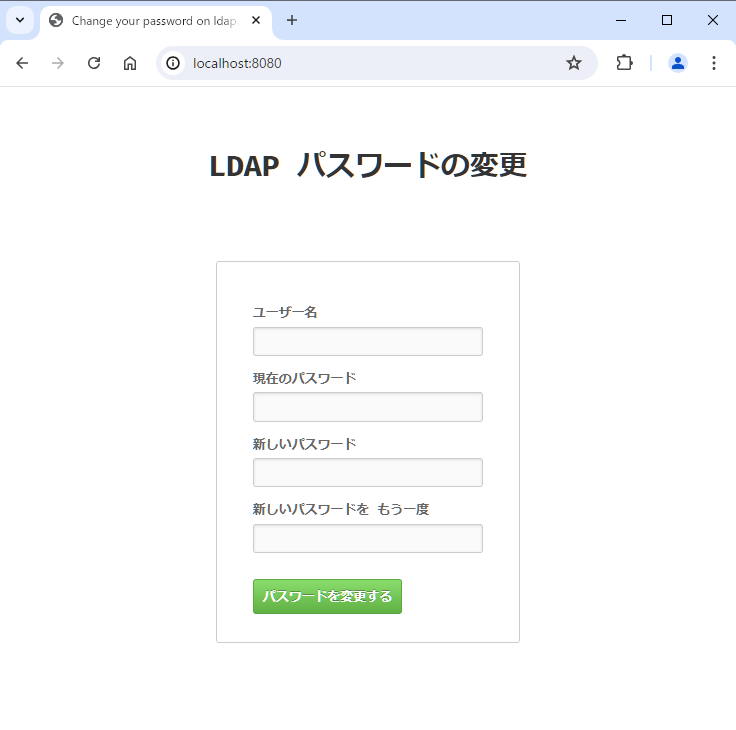 Change your password on ldap
localhost:8080
LDAP パスワードの変更
ユーザー名
現在のパスワード
新しいパスワード
新しいパスワードを もう一度
パスワードを変更する